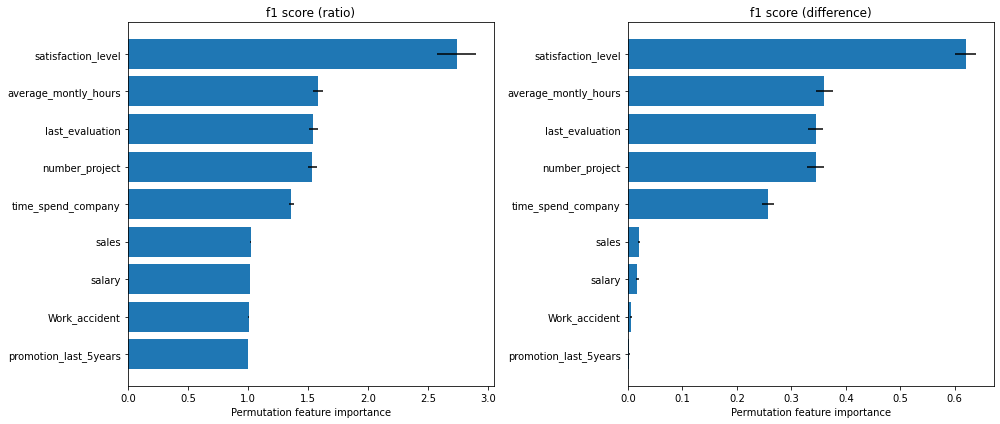 f1 score (ratio)
satisfaction_level
average_montly_hours
last_evaluation
number_project
time_spend_company
sales
salary
Work_accident
promotion_last_5years
0.0 0.5 1.0 1.5 2.0 2.5 3.0
Permutation feature importance
f1 score (difference)
satisfaction_level
average_montly_hours
last_evaluation
number_project
time_spend_company
sales
salary
Work_accident
promotion_last_5years
0.0 0.1 0.2 0.3 0.4 0.5 0.6
Permutation feature importance